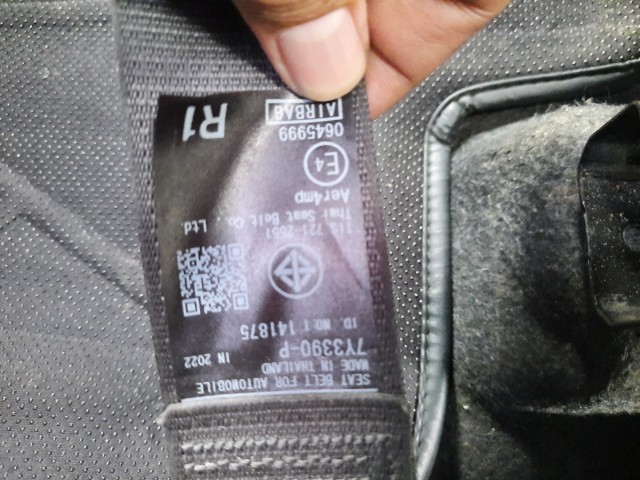 SEAT BELT FOR AUTOMOBILE
MADE IN THAILAND IN 2022
7Y3390-P
ID. NO. I 141875
TIS 721-2551
Thai Seat Belt Co., Ltd.
Aer4mp
E4
0645999
AIRBAG
R1